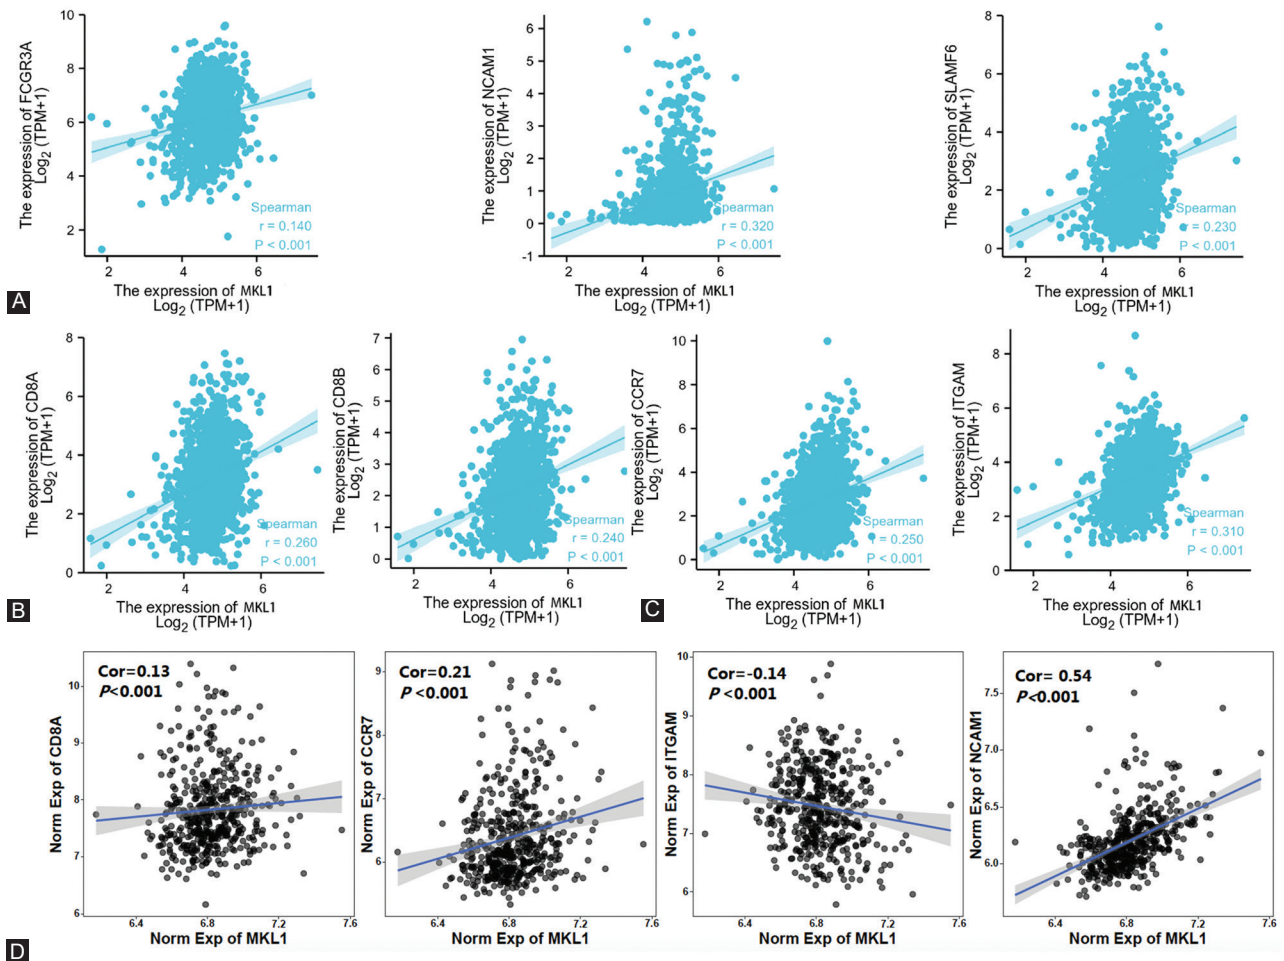 The expression of FCGR3A
Log2 (TPM+1)
10
8
6
4
2
Spearman
r = 0.140
P < 0.001
2 4 6
The expression of MKL1
Log2 (TPM+1)
The expression of NCAM1
Log2 (TPM+1)
6
5
4
3
2
1
0
-1
Spearman
r = 0.320
P < 0.001
2 4 6
The expression of MKL1
Log2 (TPM+1)
The expression of SLAMF6
Log2 (TPM+1)
8
6
4
2
0
Spearman
r = 0.230
P < 0.001
2 4 6
The expression of MKL1
Log2 (TPM+1)
A
The expression of CD8A
Log2 (TPM+1)
8
6
4
2
0
Spearman
r = 0.260
P < 0.001
2 4 6
The expression of MKL1
Log2 (TPM+1)
The expression of CD8B
Log2 (TPM+1)
7
6
5
4
3
2
1
0
Spearman
r = 0.240
P < 0.001
2 4 6
The expression of MKL1
Log2 (TPM+1)
B
The expression of CCR7
Log2 (TPM+1)
10
8
6
4
2
0
Spearman
r = 0.250
P < 0.001
2 4 6
The expression of MKL1
Log2 (TPM+1)
The expression of ITGAM
Log2 (TPM+1)
8
6
4
2
0
Spearman
r = 0.310
P < 0.001
2 4 6
The expression of MKL1
Log2 (TPM+1)
C
Norm Exp of CD8A
Cor=0.13
P<0.001
10
9
8
7
6
6.4 6.8 7.2 7.6
Norm Exp of MKL1
Norm Exp of CCR7
Cor=0.21
P <0.001
9
8
7
6
6.4 6.8 7.2 7.6
Norm Exp of MKL1
Norm Exp of ITGAM
Cor=-0.14
P <0.001
10
9
8
7
6
6.4 6.8 7.2 7.6
Norm Exp of MKL1
Norm Exp of NCAM1
Cor= 0.54
P<0.001
7.5
7.0
6.5
6.0
6.4 6.8 7.2 7.6
Norm Exp of MKL1
D